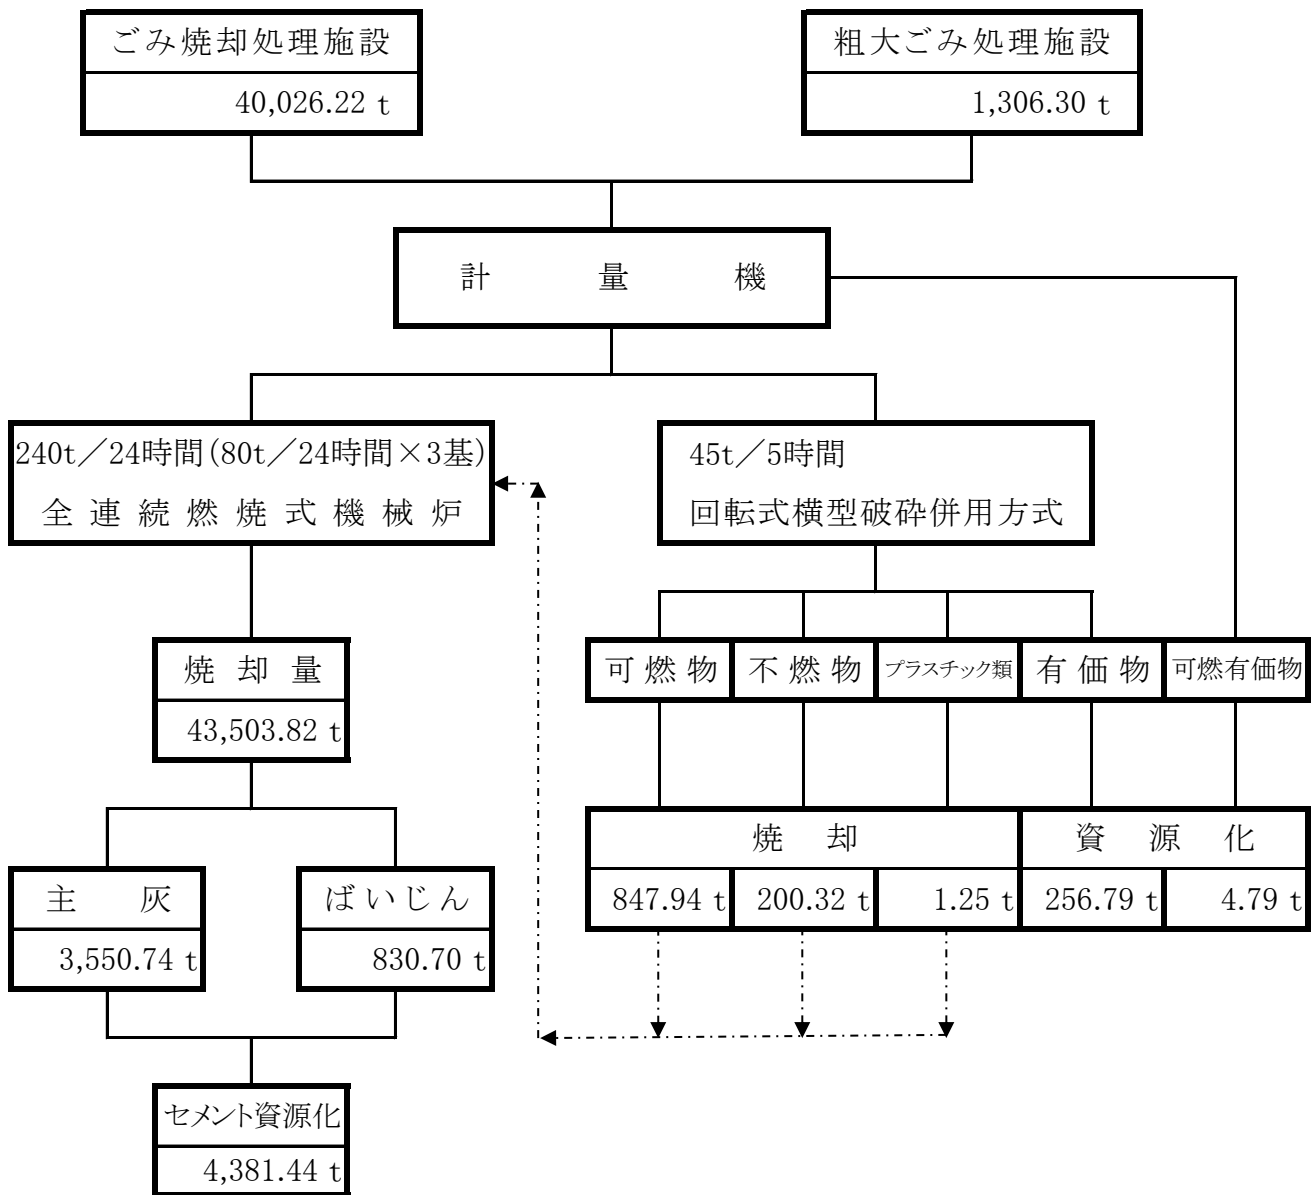 ごみ焼却処理施設
40,026.22 t
粗大ごみ処理施設
1,306.30 t
計量機
240t／24時間(80t／24時間×3基)
全連続燃焼式機械炉
45t／5時間
回転式横型破砕併用方式
焼却量
43,503.82 t
可燃物
不燃物
プラスチック類
有価物
可燃有価物
焼却
資源化
847.94 t
200.32 t
1.25 t
256.79 t
4.79 t
主灰
3,550.74 t
ばいじん
830.70 t
セメント資源化
4,381.44 t